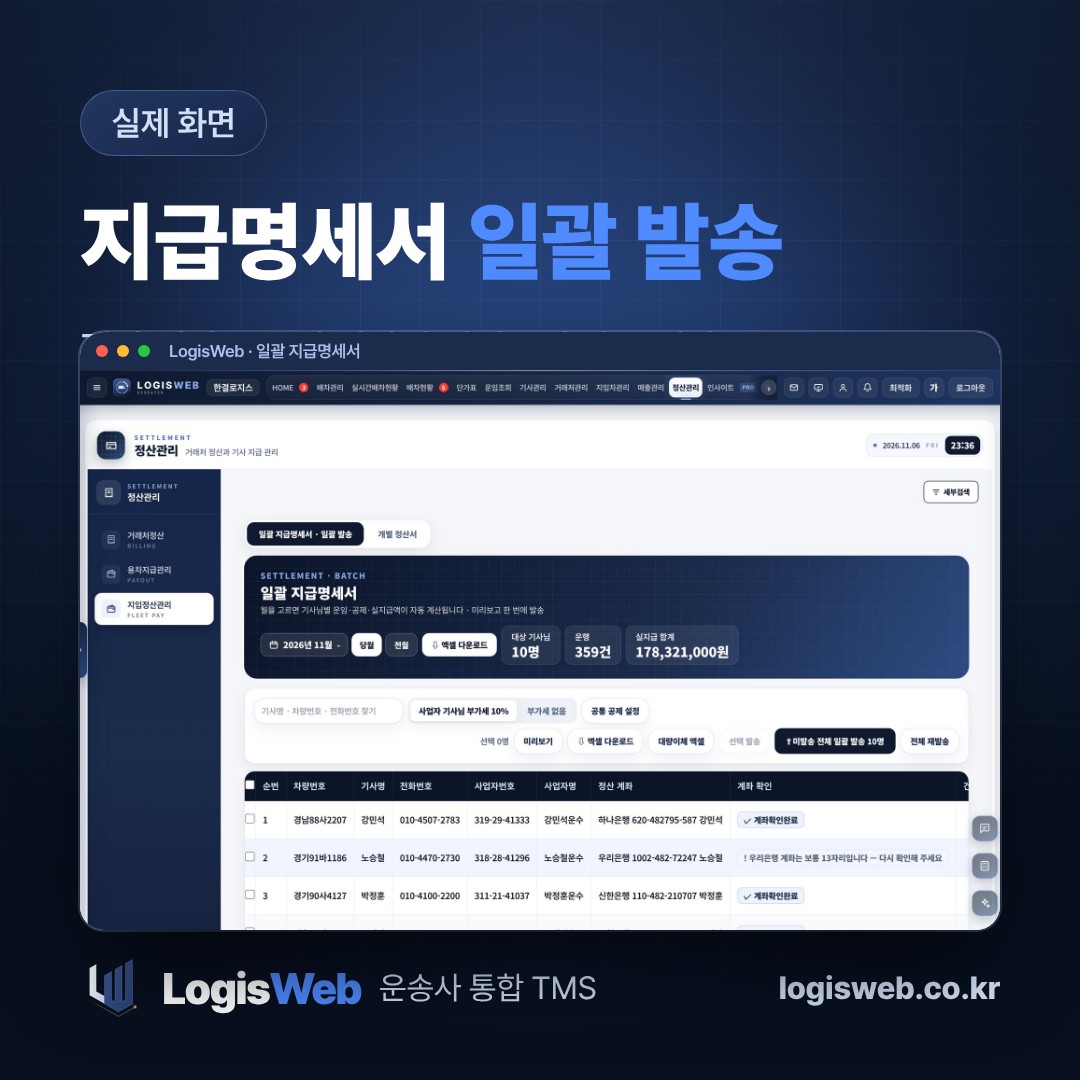 실제 화면
지급명세서 일괄 발송
LogisWeb · 일괄 지급명세서
LOGISWEB 한결로지스 HOME 3 배차관리 실시간배차현황 배차현황 6 단가표 운임조회 기사관리 거래처관리 지입차관리 매출관리 정산관리 인사이트 PRO 최적화 가 로그아웃
SETTLEMENT
정산관리 거래처 정산과 기사 지급 관리
2026.11.06 FRI 23:36
SETTLEMENT
정산관리
세부검색
거래처정산
BILLING
용차지급관리
PAYOUT
지입정산관리
FLEET PAY
일괄 지급명세서 · 일괄 발송 개별 정산서
SETTLEMENT · BATCH
일괄 지급명세서
월을 고르면 기사님별 운임·공제·실지급액이 자동 계산됩니다 · 미리보고 한 번에 발송
2026년 11월 당월 전월 ⇩ 엑셀 다운로드
대상 기사님
10명
운행
359건
실지급 합계
178,321,000원
기사명 · 차량번호 · 전화번호 찾기 사업자 기사님 부가세 10% 부가세 없음 공통 공제 설정
선택 0명 미리보기 ⇩ 엑셀 다운로드 대량이체 엑셀 선택 발송 ↑미발송 전체 일괄 발송 10명 전체 재발송
순번 차량번호 기사명 전화번호 사업자번호 사업자명 정산 계좌 계좌 확인
1 경남88사2207 강민석 010-4507-2783 319-29-41333 강민석운수 하나은행 620-482795-587 강민석 ✓ 계좌확인완료
2 경기91바1186 노승철 010-4470-2730 318-28-41296 노승철운수 우리은행 1002-482-72247 노승철 ! 우리은행 계좌는 보통 13자리입니다 — 다시 확인해 주세요
3 경기90사4127 박정훈 010-4100-2200 311-21-41037 박정훈운수 신한은행 110-482-210707 박정훈 ✓ 계좌확인완료
LogisWeb 운송사 통합 TMS
logisweb.co.kr